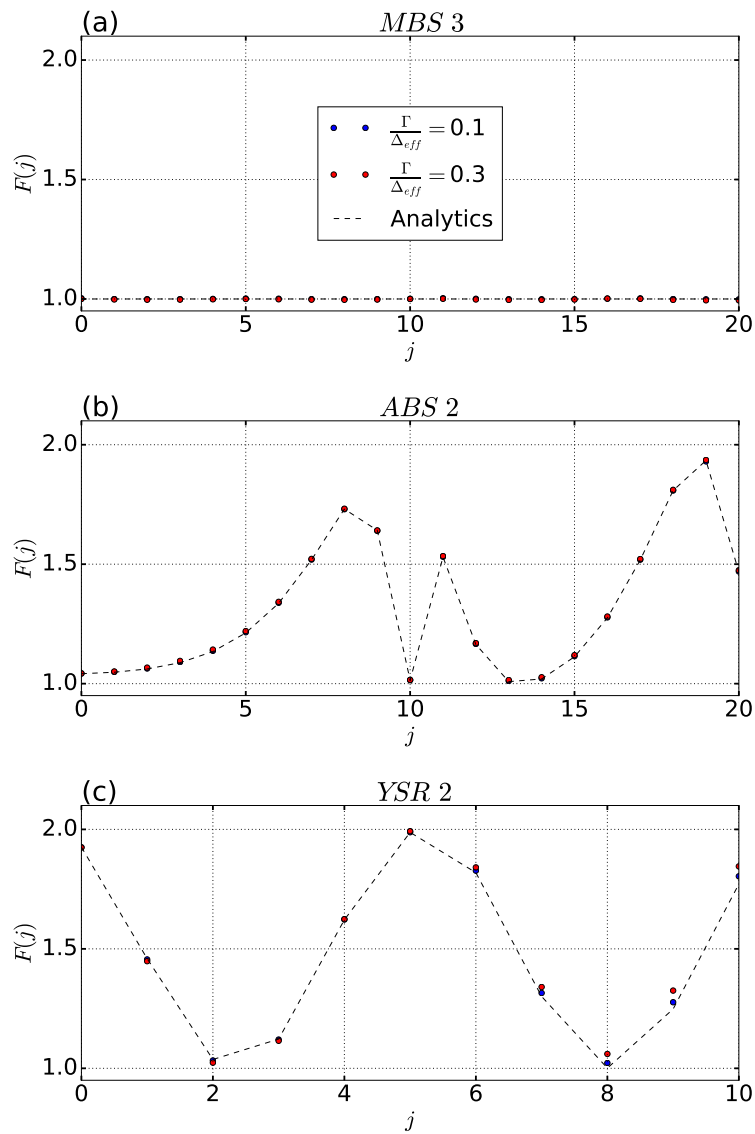 (a) MBS 3
2.0
1.5
1.0
F(j)
Γ/Δeff = 0.1
Γ/Δeff = 0.3
Analytics
0 5 10 15 20
j
(b) ABS 2
2.0
1.5
1.0
F(j)
0 5 10 15 20
j
(c) YSR 2
2.0
1.5
1.0
F(j)
0 2 4 6 8 10
j